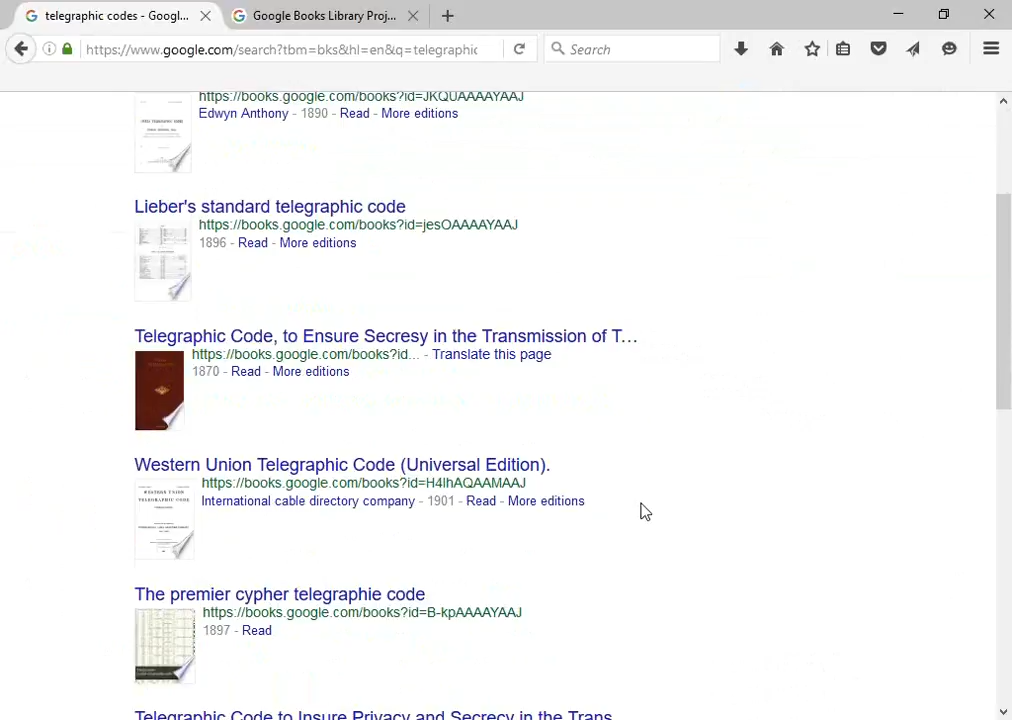 telegraphic codes - Googl...
Google Books Library Proj...
https://www.google.com/search?tbm=bks&hl=en&q=telegraphic
Search
https://books.google.com/books?id=JKQUAAAAYAAJ
Edwyn Anthony - 1890 - Read - More editions
Lieber's standard telegraphic code
https://books.google.com/books?id=jesOAAAAYAAJ
1896 - Read - More editions
Telegraphic Code, to Ensure Secresy in the Transmission of T...
https://books.google.com/books?id... - Translate this page
1870 - Read - More editions
Western Union Telegraphic Code (Universal Edition).
https://books.google.com/books?id=H4lhAQAAMAAJ
International cable directory company - 1901 - Read - More editions
WESTERN UNION
TELEGRAPHIC CODE
The premier cypher telegraphie code
https://books.google.com/books?id=B-kpAAAAYAAJ
1897 - Read
Telegraphic Code to Insure Privacy and Secrecy in the Trans...